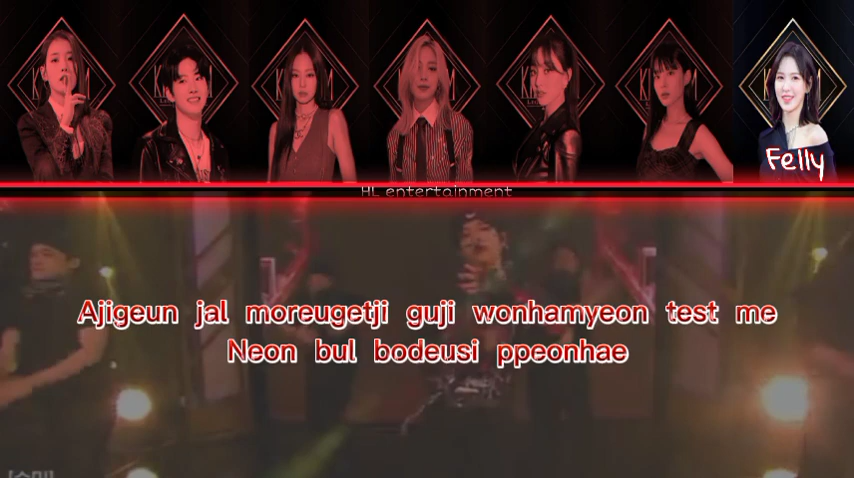 Felly
HL entertainment
Ajigeun jal moreugetji guji wonhamyeon test me
Neon bul bodeusi ppeonhae